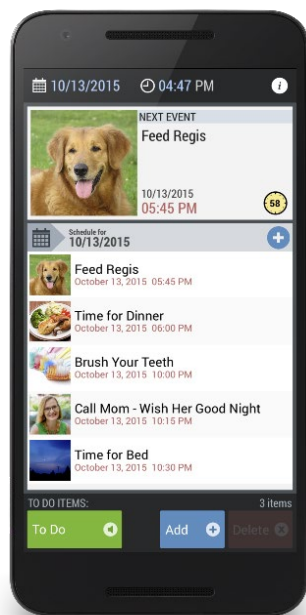 10/13/2015 04:47 PM i
NEXT EVENT
Feed Regis
10/13/2015
05:45 PM
58
Schedule for
10/13/2015
Feed Regis
October 13, 2015 05:45 PM
Time for Dinner
October 13, 2015 06:00 PM
Brush Your Teeth
October 13, 2015 10:00 PM
Call Mom - Wish Her Good Night
October 13, 2015 10:15 PM
Time for Bed
October 13, 2015 10:30 PM
TO DO ITEMS: 3 items
To Do Add Delete